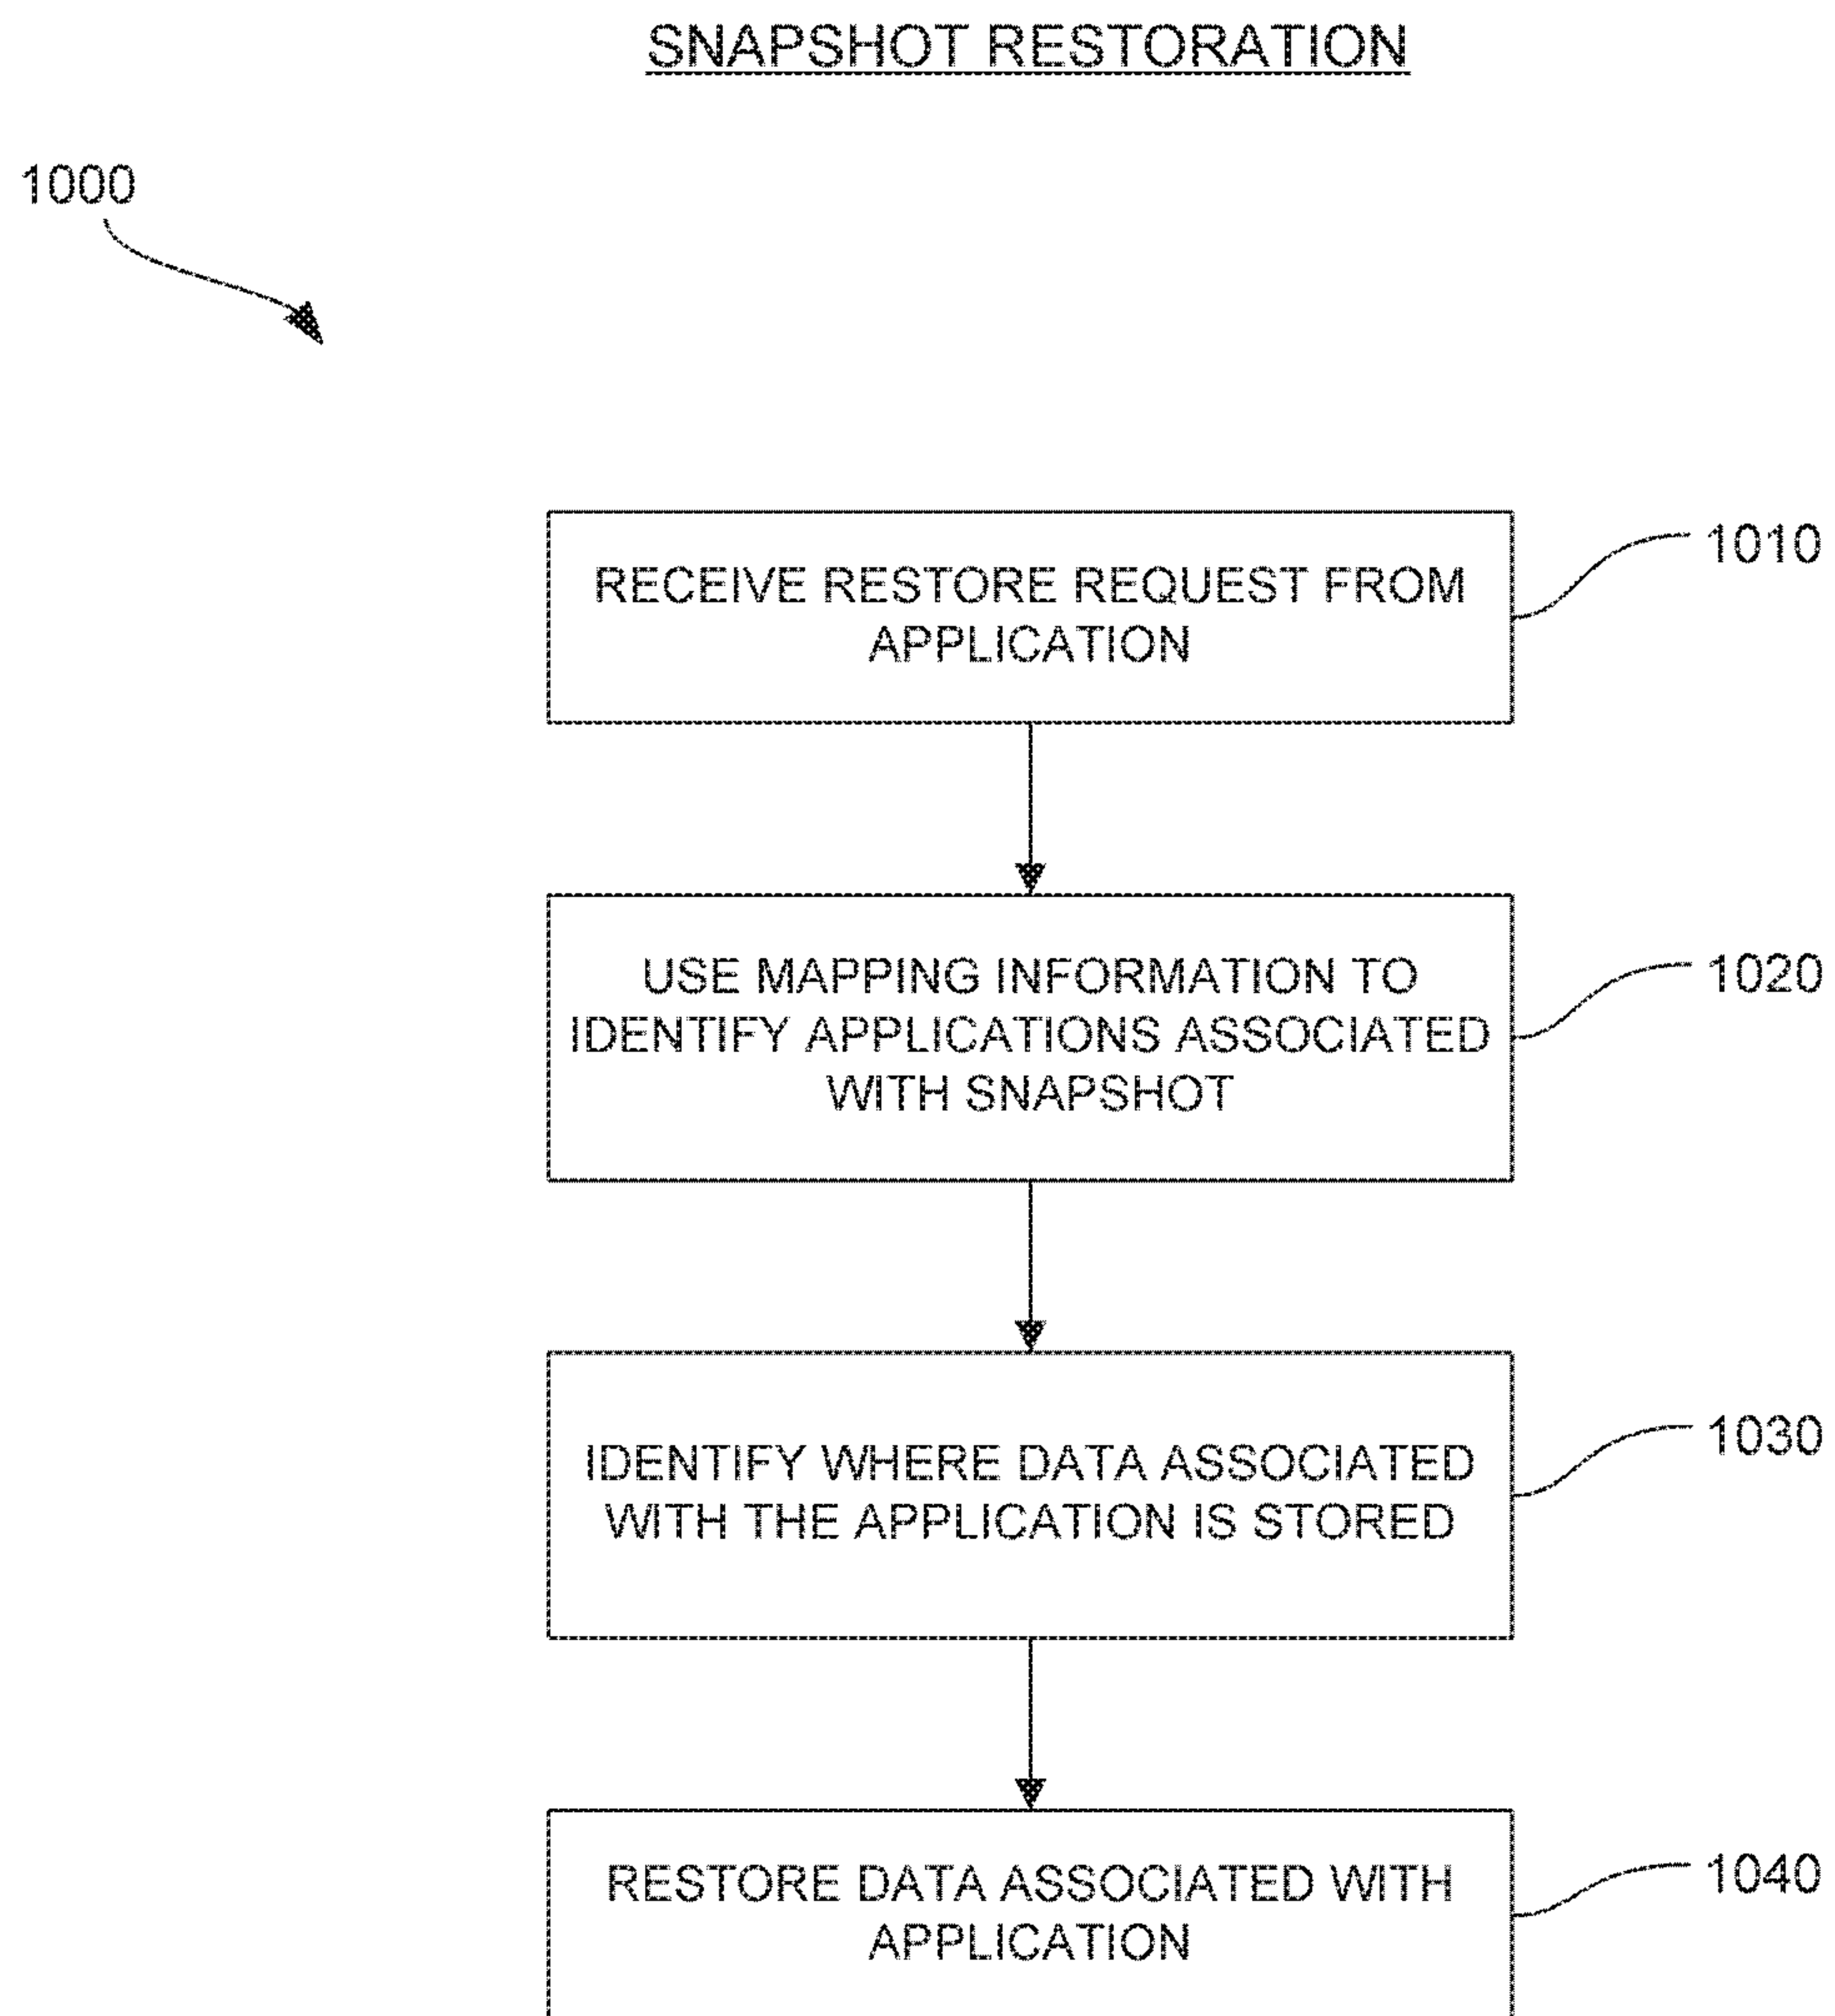 SNAPSHOT RESTORATION
1000
RECEIVE RESTORE REQUEST FROM
APPLICATION
1010
USE MAPPING INFORMATION TO
IDENTIFY APPLICATIONS ASSOCIATED
WITH SNAPSHOT
1020
IDENTIFY WHERE DATA ASSOCIATED
WITH THE APPLICATION IS STORED
1030
RESTORE DATA ASSOCIATED WITH
APPLICATION
1040